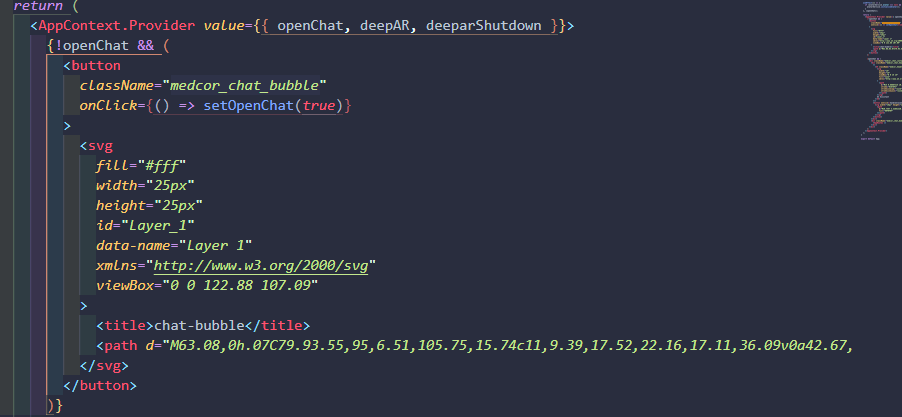 return (
<AppContext.Provider value={{ openChat, deepAR, deeparShutdown }}>
{!openChat && (
<button
className="medcor_chat_bubble"
onClick={() => setOpenChat(true)}
>
<svg
fill="#fff"
width="25px"
height="25px"
id="Layer_1"
data-name="Layer 1"
xmlns="http://www.w3.org/2000/svg"
viewBox="0 0 122.88 107.09"
>
<title>chat-bubble</title>
<path d="M63.08,0h.07C79.93.55,95,6.51,105.75,15.74c11,9.39,17.52,22.16,17.11,36.09v0a42.67,
</svg>
</button>
)}